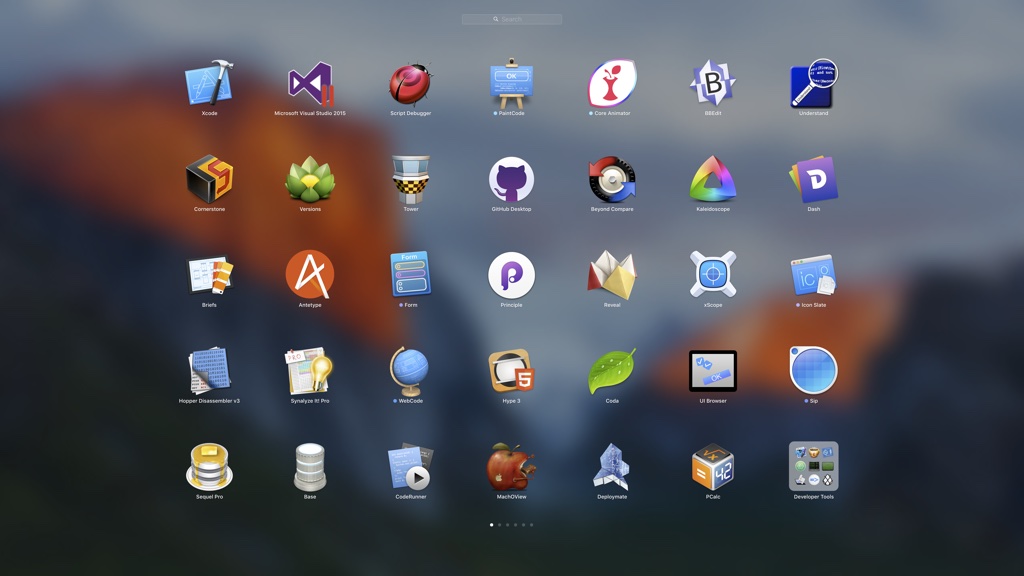 Search
Xcode
Microsoft Visual Studio 2015
Script Debugger
OK
PaintCode
Core Animator
B
BBEdit
Understand
Cornerstone
Versions
Tower
GitHub Desktop
Beyond Compare
Kaleidoscope
D
Dash
Briefs
Antetype
Form
Form
P
Principle
Reveal
xScope
Icon Slate
Hopper Disassembler v3
PRO
Synalyze It! Pro
WebCode
5
Hype 3
Coda
OK
UI Browser
Sip
Sequel Pro
Base
CodeRunner
MachOView
Deploymate
42
PCalc
Developer Tools